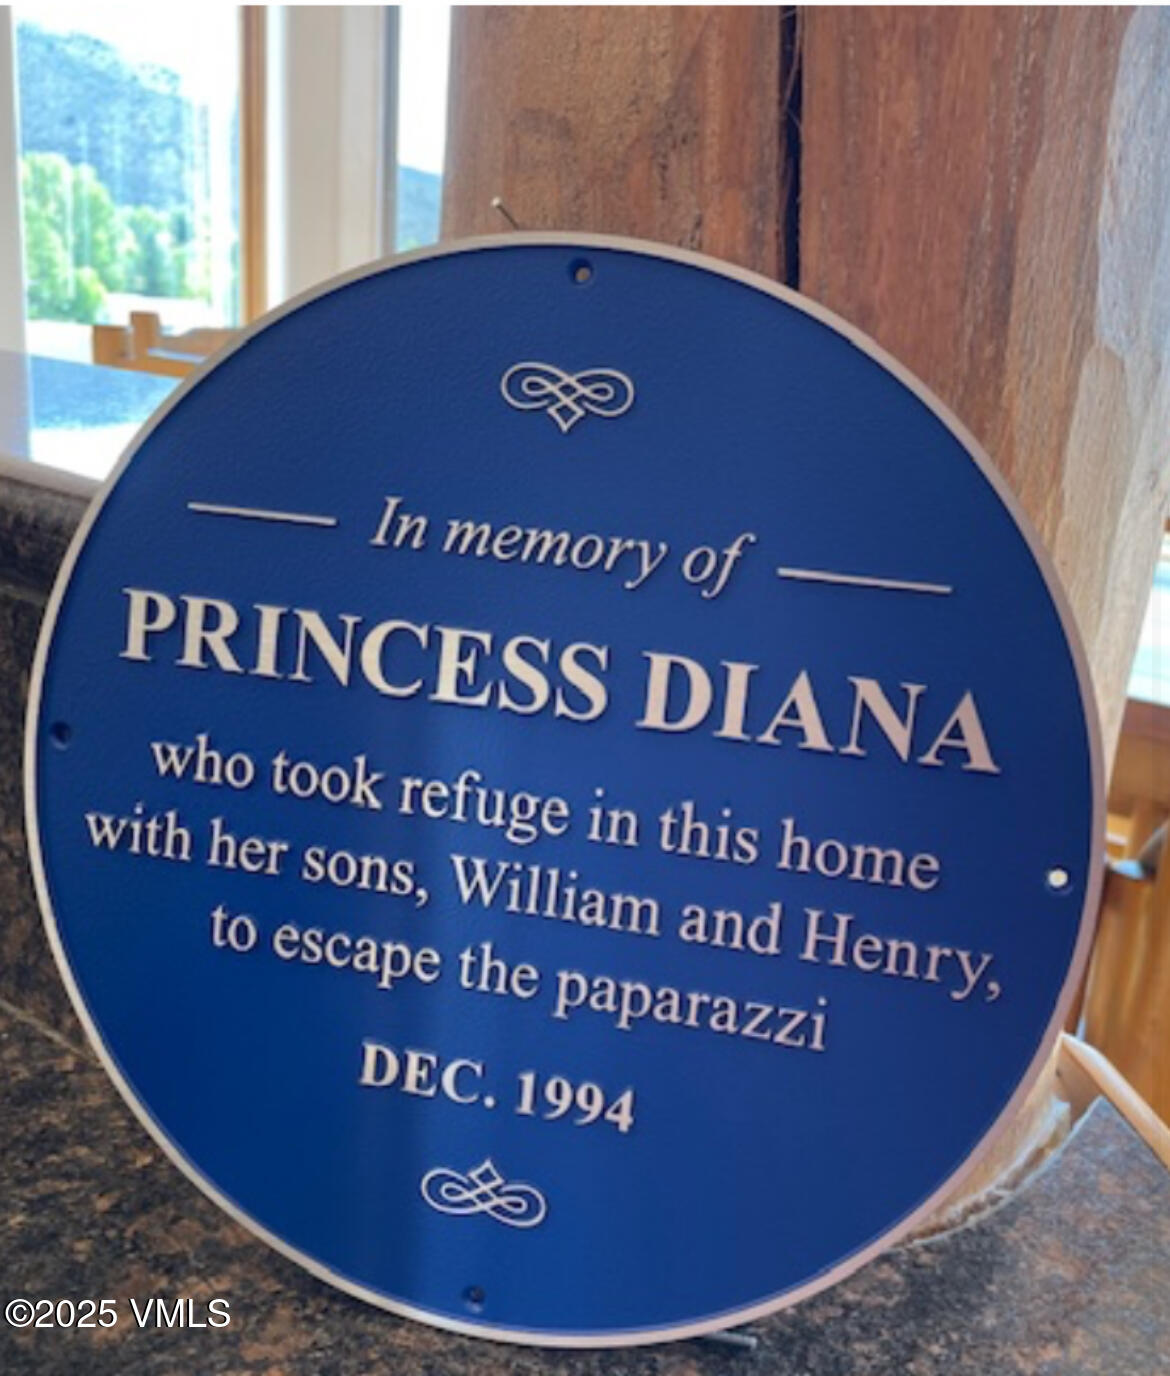 In memory of
PRINCESS DIANA
who took refuge in this home
with her sons, William and Henry,
to escape the paparazzi
DEC. 1994
©2025 VMLS